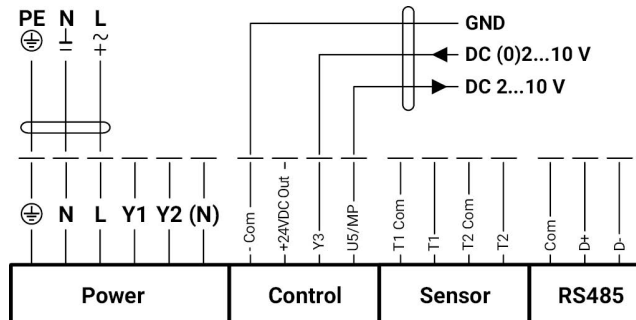 PE N L
GND
DC (0)2...10 V
DC 2...10 V
N L Y1 Y2 (N)
- Com
+24VDC Out
Y3
U5/MP
T1 Com
T1
T2 Com
T2
Com
D+
D-
Power
Control
Sensor
RS485